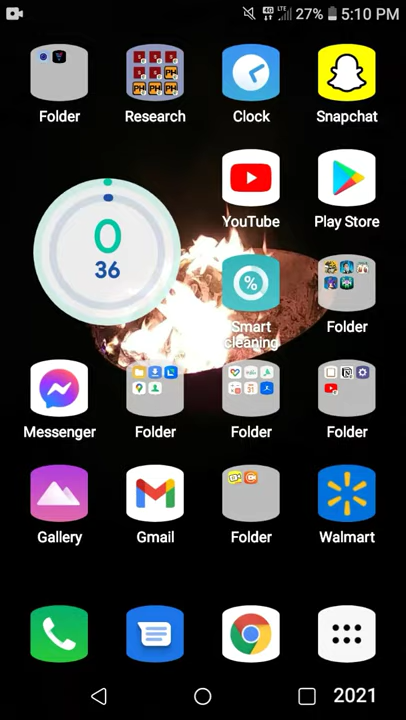 27% 5:10 PM
Folder
Research
Clock
Snapchat
0
36
YouTube
Play Store
%
Smart
cleaning
Folder
Messenger
Folder
Folder
Folder
Gallery
Gmail
Folder
Walmart
2021